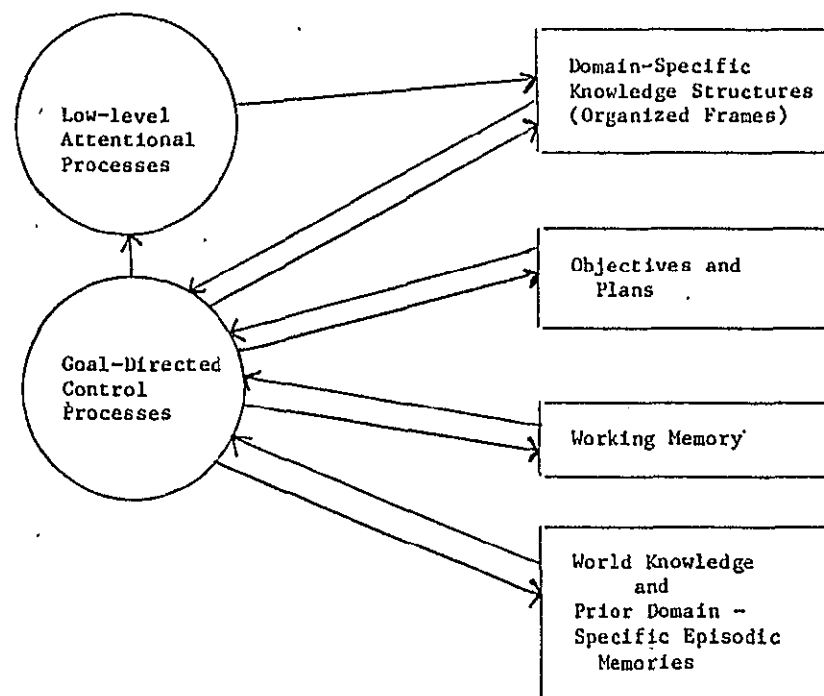 Low-level
Attentional
Processes
Domain-Specific
Knowledge Structures
(Organized Frames)
Objectives and
Plans
Goal-Directed
Control
Processes
Working Memory
World Knowledge
and
Prior Domain -
Specific Episodic
Memories